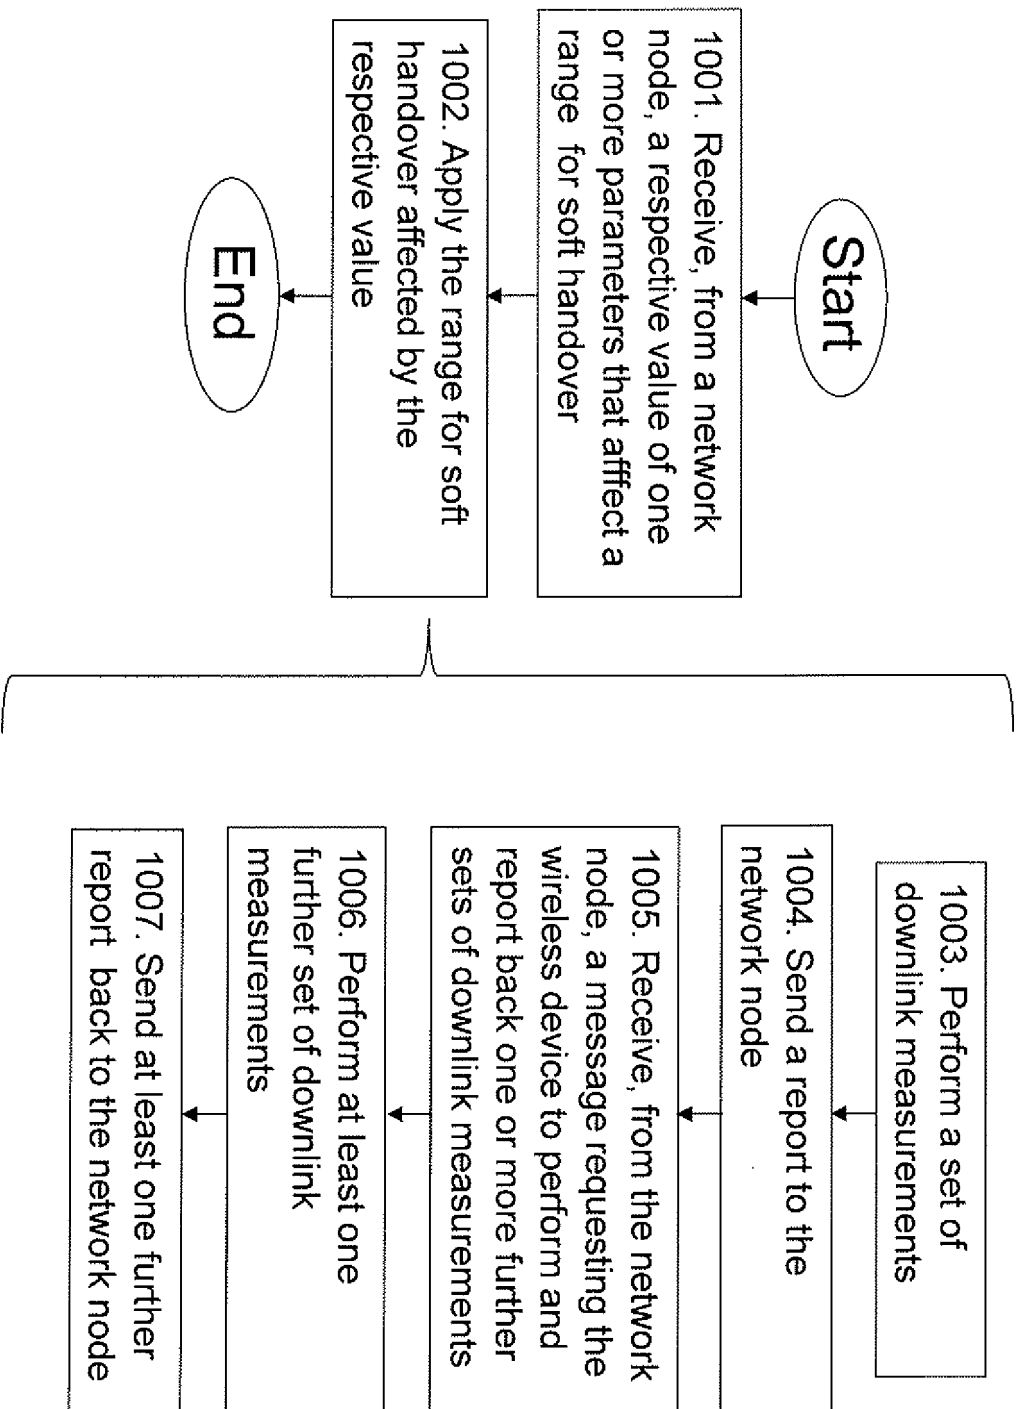 Start
1001. Receive, from a network
node, a respective value of one
or more parameters that afffect a
range for soft handover
1002. Apply the range for soft
handover affected by the
respective value
End
1003. Perform a set of
downlink measurements
1004. Send a report to the
network node
1005. Receive, from the network
node, a message requesting the
wireless device to perform and
report back one or more further
sets of downlink measurements
1006. Perform at least one
further set of downlink
measurements
1007. Send at least one further
report back to the network node